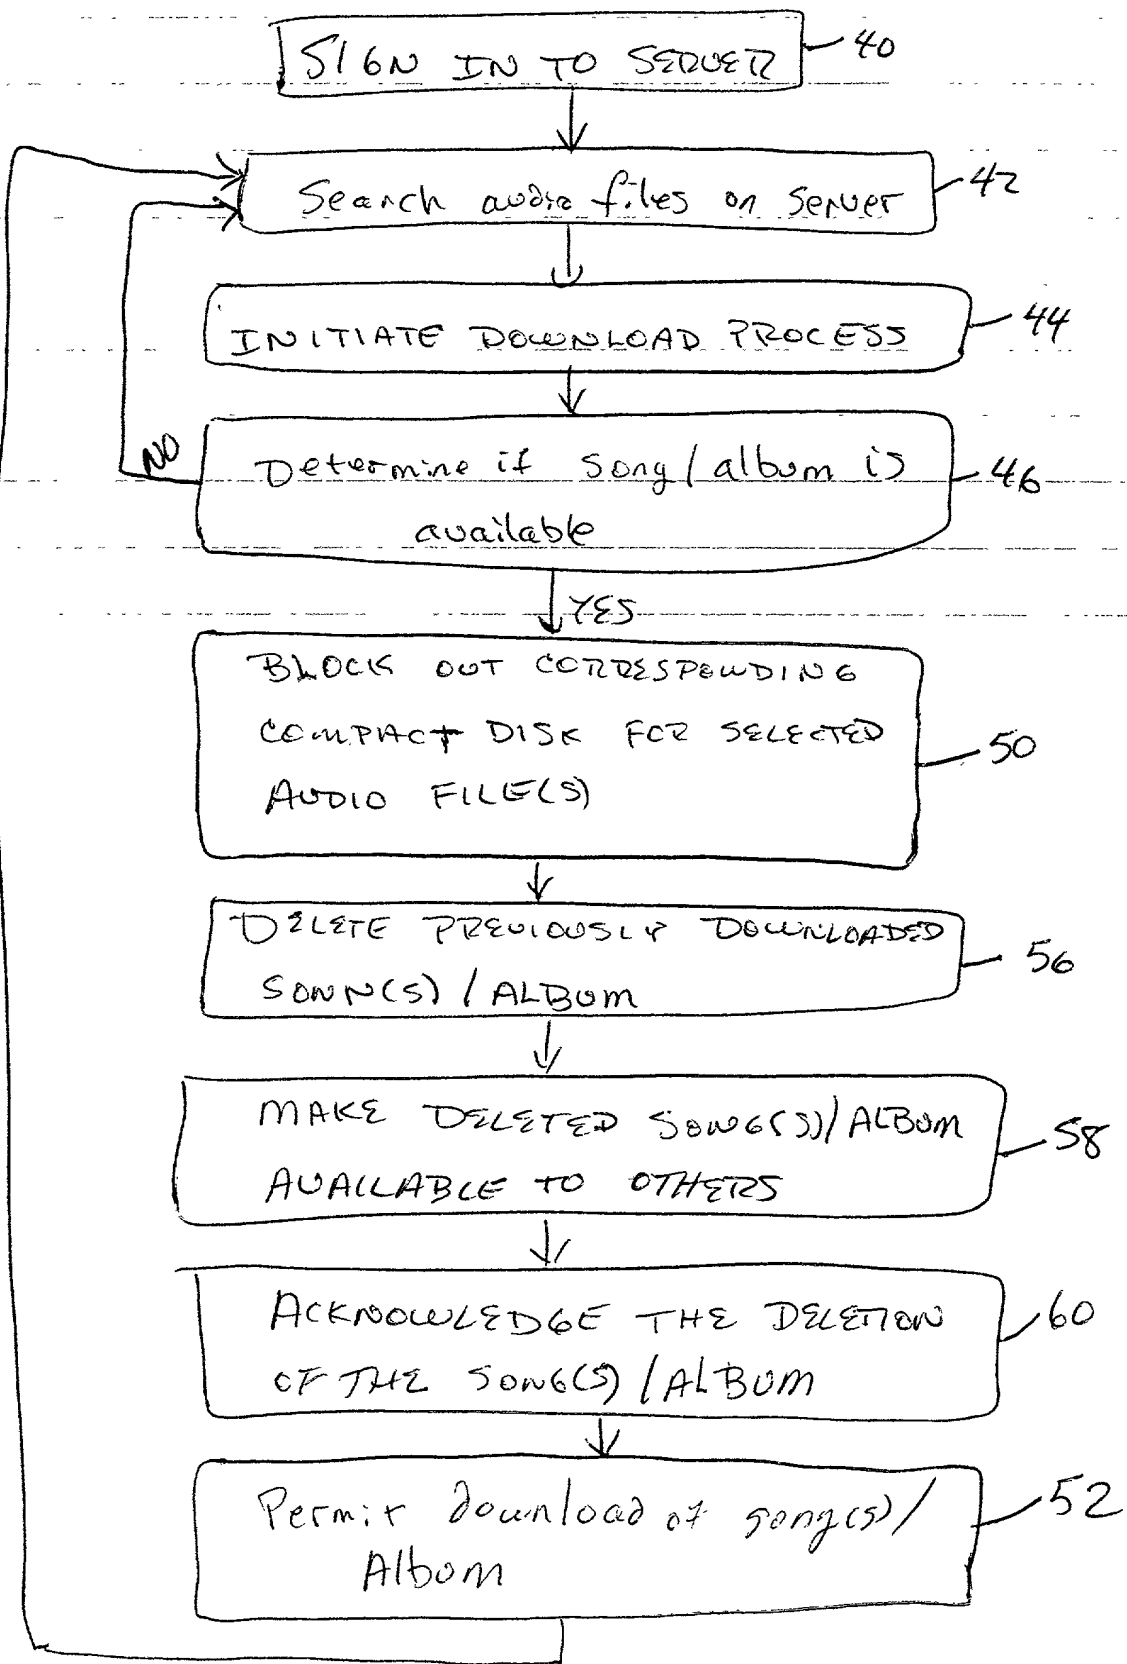 SIGN IN TO SERVER
40
Search audio files on server
42
INITIATE DOWNLOAD PROCESS
44
NO
Determine if song/album is
available
46
YES
BLOCK OUT CORRESPONDING
COMPACT DISK FOR SELECTED
AUDIO FILE(S)
50
DELETE PREVIOUSLY DOWNLOADED
SONN(S) / ALBUM
56
MAKE DELETED SONG(S)/ALBUM
AVAILABLE TO OTHERS
58
ACKNOWLEDGE THE DELETION
OF THE SONG(S) / ALBUM
60
Permit download of song(s)/
Album
52